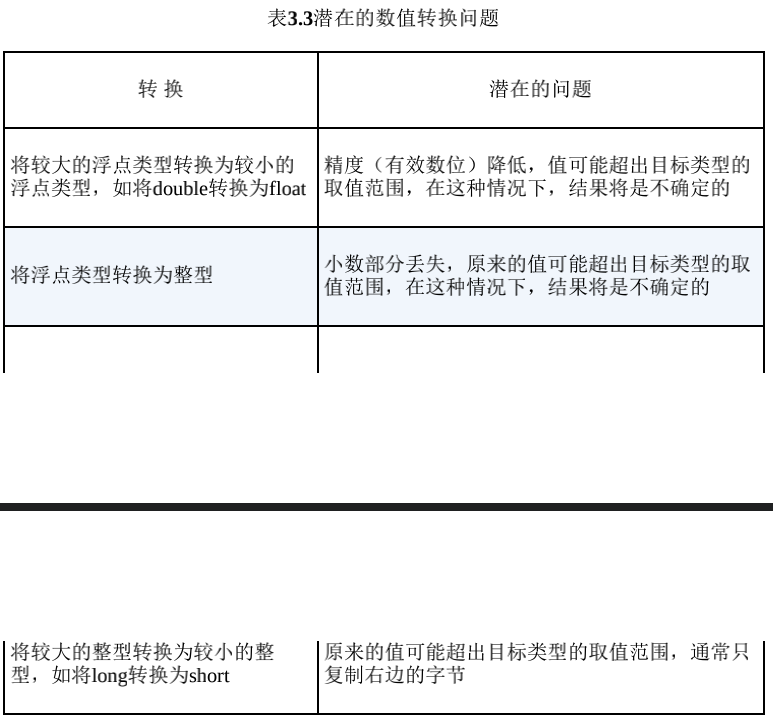 表3.3潜在的数值转换问题
转 换
潜在的问题
将较大的浮点类型转换为较小的
浮点类型，如将double转换为float
精度（有效数位）降低，值可能超出目标类型的
取值范围，在这种情况下，结果将是不确定的
将浮点类型转换为整型
小数部分丢失，原来的值可能超出目标类型的取
值范围，在这种情况下，结果将是不确定的
将较大的整型转换为较小的整
型，如将long转换为short
原来的值可能超出目标类型的取值范围，通常只
复制右边的字节